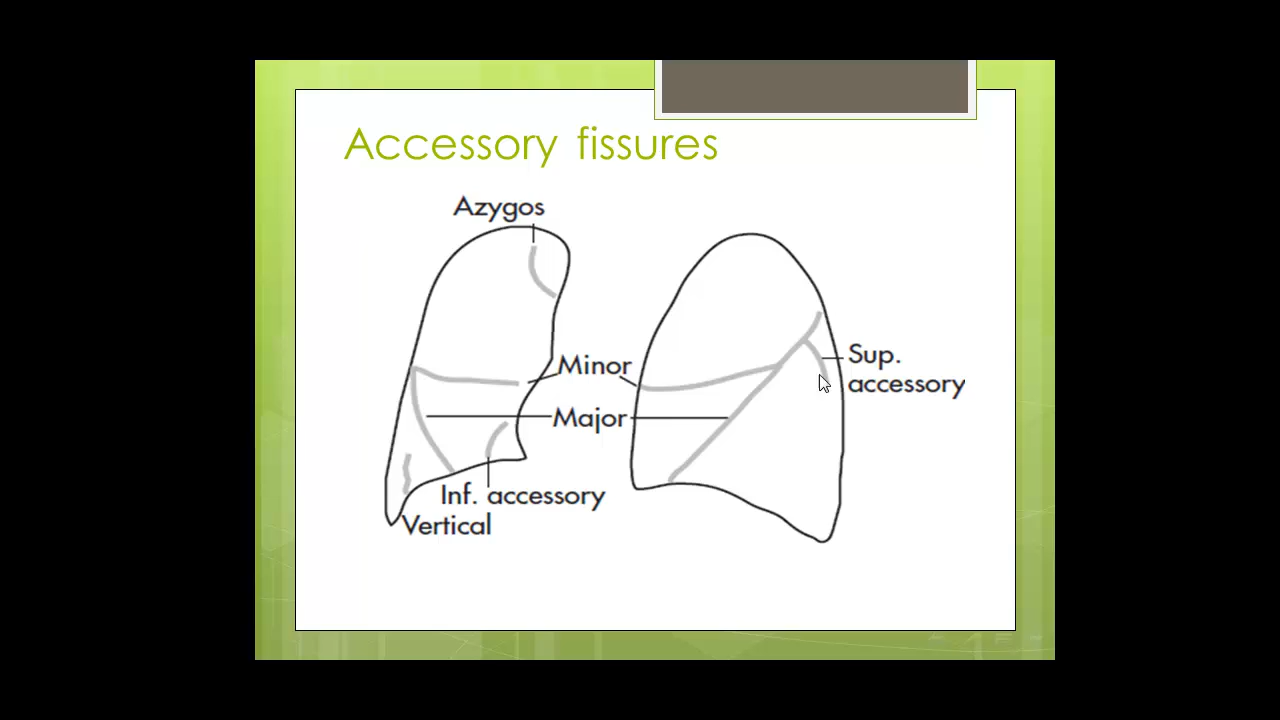 Accessory fissures
Azygos
Minor
Major
Sup.
accessory
Inf. accessory
Vertical